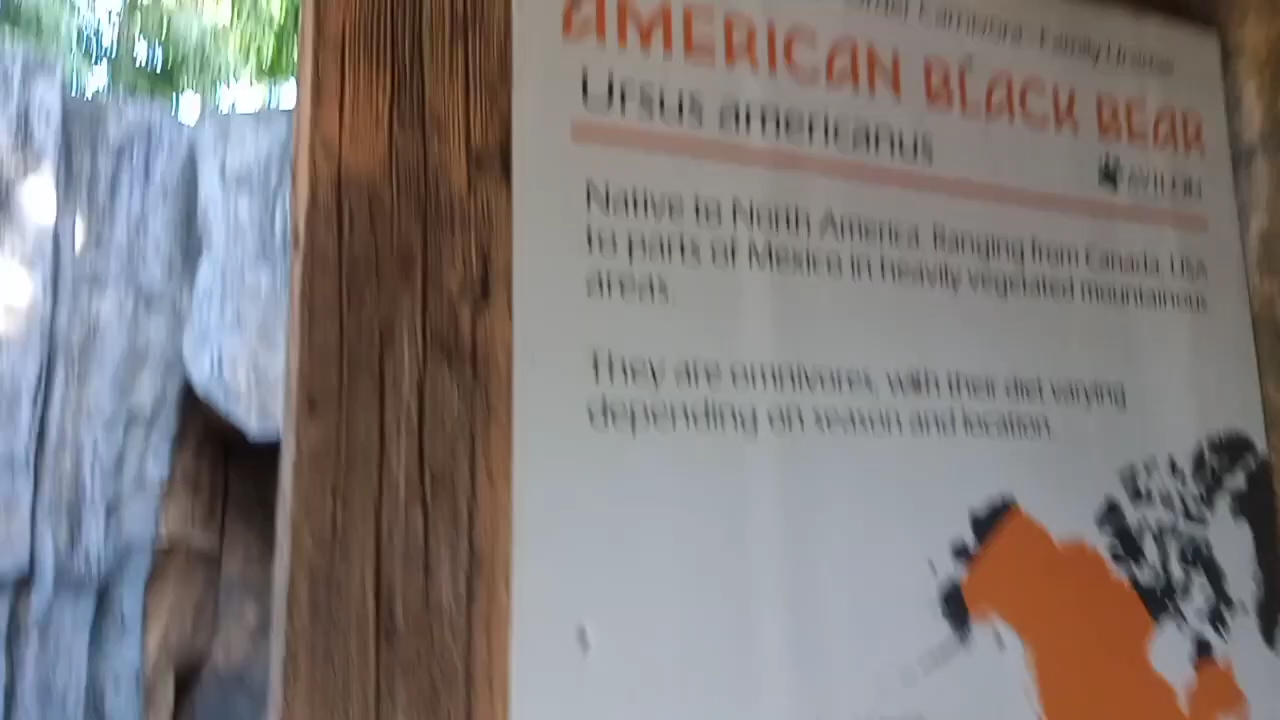 AMERICAN BLACK BEAR
Ursus americanus
Native to North America. Ranging from Canada, USA
to parts of Mexico in heavily vegetated mountainous
areas.
They are omnivores, with their diet varying
depending on season and location.